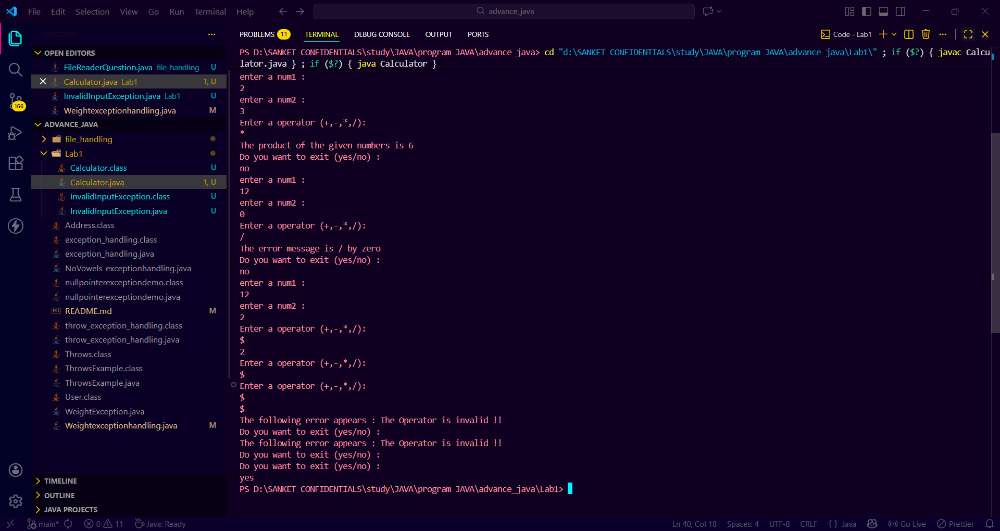 File Edit Selection View Go Run Terminal Help
advance_java
EXPLORER
OPEN EDITORS
FileReaderQuestion.java file_handling U
Calculator.java Lab1 1, U
InvalidInputException.java Lab1 U
Weightexceptionhandling.java M
166
ADVANCE_JAVA
file_handling
Lab1
Calculator.class U
Calculator.java 1, U
InvalidInputException.class U
InvalidInputException.java U
Address.class
exception_handling.class
exception_handling.java
NoVowels_exceptionhandling.java
nullpointerexceptiondemo.class
nullpointerexceptiondemo.java
README.md M
throw_exception_handling.class
throw_exception_handling.java
Throws.class
ThrowsExample.class
ThrowsExample.java
User.class
WeightException.java
Weightexceptionhandling.java M
TIMELINE
OUTLINE
JAVA PROJECTS
PROBLEMS 11 TERMINAL DEBUG CONSOLE OUTPUT PORTS
Code - Lab1
PS D:\SANKET CONFIDENTIALS\study\JAVA\program JAVA\advance_java> cd "d:\SANKET CONFIDENTIALS\study\JAVA\program JAVA\advance_java\Lab1\" ; if ($?) { javac Calcu
lator.java } ; if ($?) { java Calculator }
enter a num1 :
2
enter a num2 :
3
Enter a operator (+,-,*,/):
*
The product of the given numbers is 6
Do you want to exit (yes/no) :
no
enter a num1 :
12
enter a num2 :
0
Enter a operator (+,-,*,/):
/
The error message is / by zero
Do you want to exit (yes/no) :
no
enter a num1 :
12
enter a num2 :
2
Enter a operator (+,-,*,/):
$
2
Enter a operator (+,-,*,/):
$
Enter a operator (+,-,*,/):
$
$
The following error appears : The Operator is invalid !!
Do you want to exit (yes/no) :
The following error appears : The Operator is invalid !!
Do you want to exit (yes/no) :
Do you want to exit (yes/no) :
yes
PS D:\SANKET CONFIDENTIALS\study\JAVA\program JAVA\advance_java\Lab1>
main* 0 11 Java: Ready
Ln 40, Col 18 Spaces: 4 UTF-8 CRLF { } Java Go Live Prettier